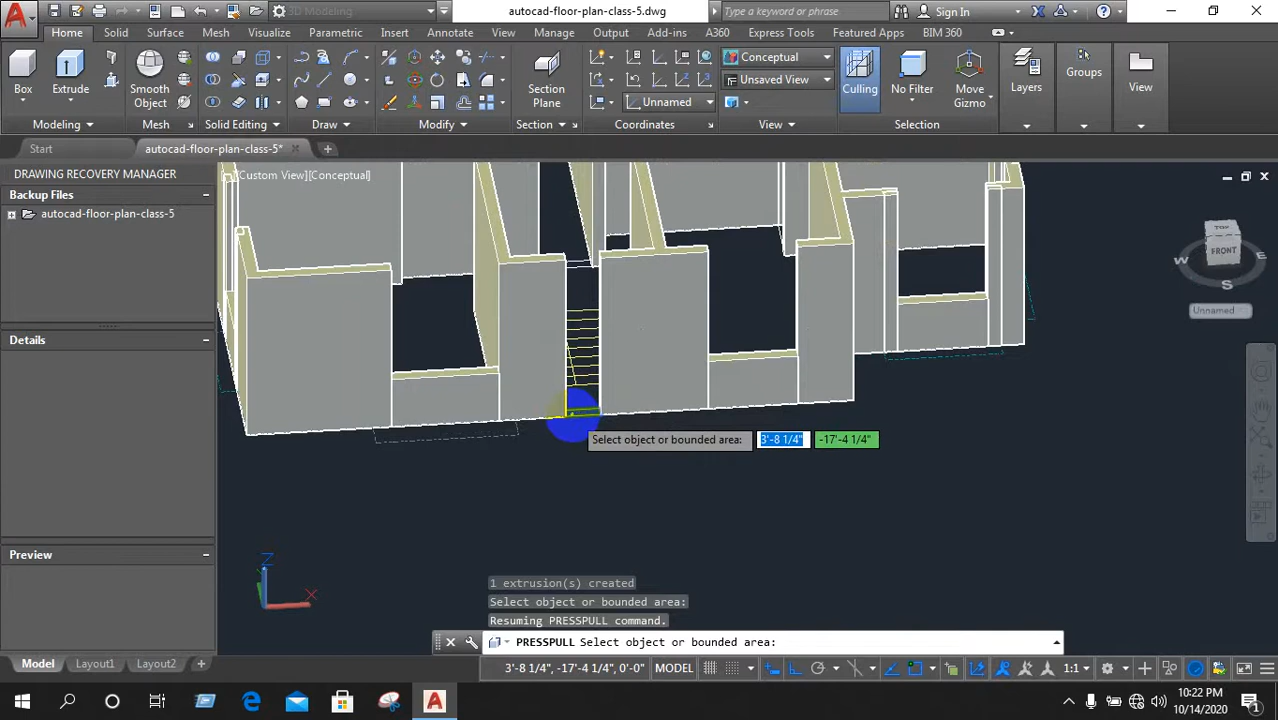 3D Modeling
autocad-floor-plan-class-5.dwg
Type a keyword or phrase
Sign In
Home Solid Surface Mesh Visualize Parametric Insert Annotate View Manage Output Add-ins A360 Express Tools Featured Apps BIM 360
Box
Extrude
Smooth
Object
Section
Plane
Conceptual
Unsaved View
Unnamed
Culling
No Filter
Move
Gizmo
Layers
Groups
View
Modeling Mesh Solid Editing Draw Modify Section Coordinates View Selection
Start
autocad-floor-plan-class-5*
DRAWING RECOVERY MANAGER
Backup Files
autocad-floor-plan-class-5
Details
Preview
[Custom View][Conceptual]
TOP
FRONT
W
E
S
Unnamed
Select object or bounded area: 3'-8 1/4" -17'-4 1/4"
Z
X
1 extrusion(s) created
Select object or bounded area:
Resuming PRESSPULL command.
PRESSPULL Select object or bounded area:
Model Layout1 Layout2 +
3'-8 1/4", -17'-4 1/4", 0'-0" MODEL
1:1
10:22 PM
10/14/2020
1